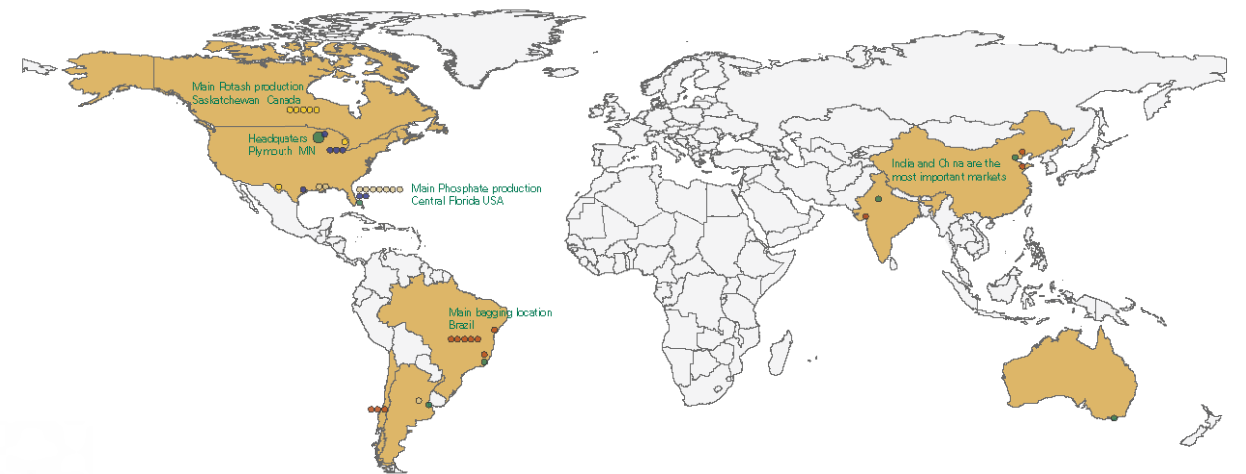 Main Potash production
Saskatchewan Canada
Headquaters
Plymouth MN
Main Phosphate production
Central Florida USA
India and China are the
most important markets
Main bagging location
Brazil